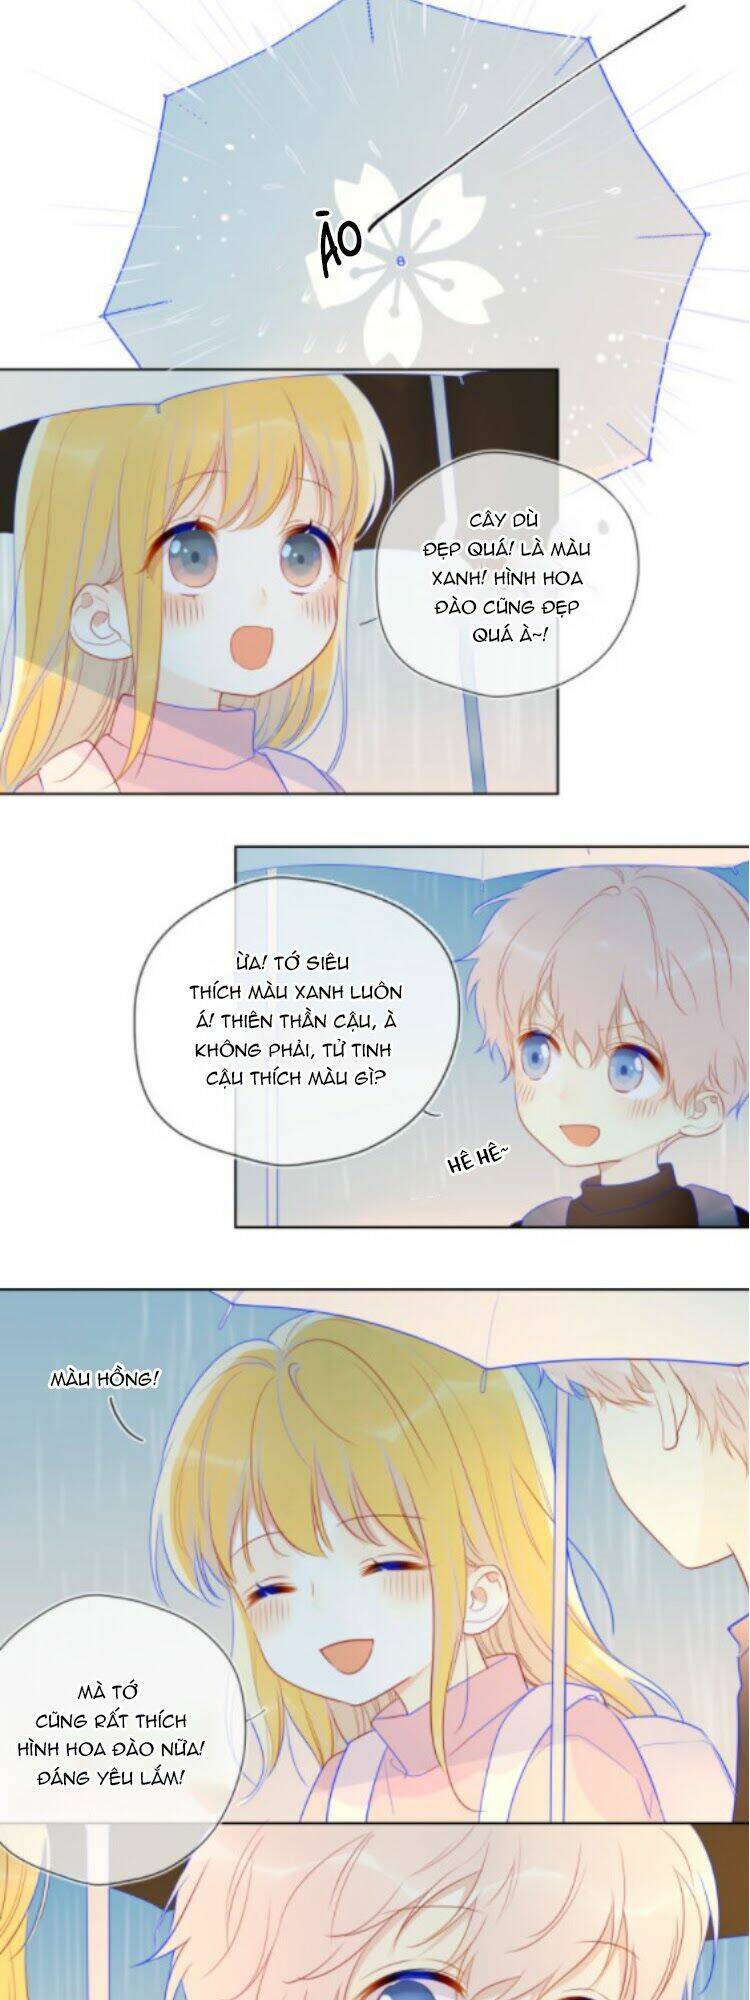 ÀO
CÂY DÙ
ĐẸP QUÁ! LÀ MÀU
XANH! HÌNH HOA
ĐÀO CŨNG ĐẸP
QUÁ À~!
ỪA! TỚ SIÊU
THÍCH MÀU XANH LUÔN
Á! THIÊN THẦN CẬU, À
KHÔNG PHẢI, TỬ TINH
CẬU THÍCH MÀU GÌ?
HÊ HÊ~
MÀU HỒNG!
MÀ TỚ
CŨNG RẤT THÍCH
HÌNH HOA ĐÀO NỮA!
ĐÁNG YÊU LẮM!